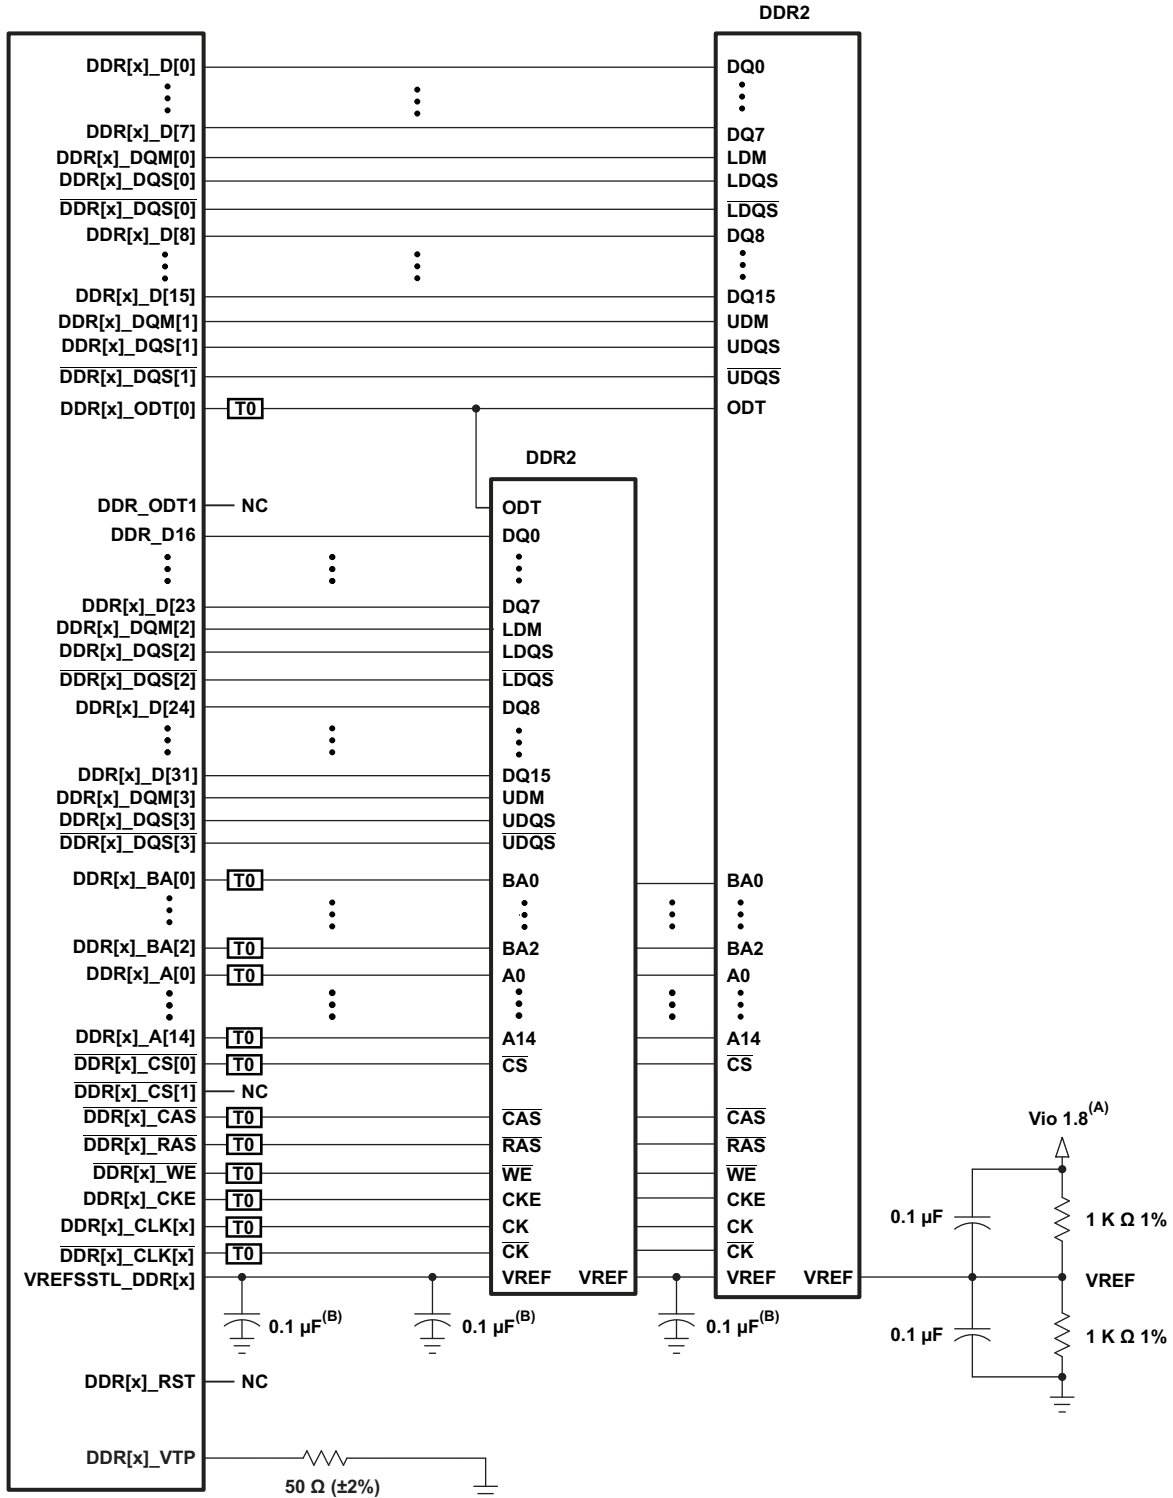 DDR2
DDR[x]_D[0] DQ0
DDR[x]_D[7] DQ7
DDR[x]_DQM[0] LDM
DDR[x]_DQS[0] LDQS
DDR[x]_DQS[0] LDQS
DDR[x]_D[8] DQ8
DDR[x]_D[15] DQ15
DDR[x]_DQM[1] UDM
DDR[x]_DQS[1] UDQS
DDR[x]_DQS[1] UDQS
DDR[x]_ODT[0] T0 ODT
DDR2
DDR_ODT1 NC ODT
DDR_D16 DQ0
DDR[x]_D[23 DQ7
DDR[x]_DQM[2] LDM
DDR[x]_DQS[2] LDQS
DDR[x]_DQS[2] LDQS
DDR[x]_D[24] DQ8
DDR[x]_D[31] DQ15
DDR[x]_DQM[3] UDM
DDR[x]_DQS[3] UDQS
DDR[x]_DQS[3] UDQS
DDR[x]_BA[0] T0 BA0 BA0
DDR[x]_BA[2] T0 BA2 BA2
DDR[x]_A[0] T0 A0 A0
DDR[x]_A[14] T0 A14 A14
DDR[x]_CS[0] T0 CS CS
DDR[x]_CS[1] NC
DDR[x]_CAS T0 CAS CAS
DDR[x]_RAS T0 RAS RAS
DDR[x]_WE T0 WE WE
DDR[x]_CKE T0 CKE CKE
DDR[x]_CLK[x] T0 CK CK
DDR[x]_CLK[x] T0 CK CK
VREFSSTL_DDR[x] VREF VREF VREF VREF VREF
Vio 1.8(A)
0.1 µF 1 K Ω 1%
0.1 µF(B) 0.1 µF(B) 0.1 µF(B) 0.1 µF 1 K Ω 1%
DDR[x]_RST NC
DDR[x]_VTP
50 Ω (±2%)